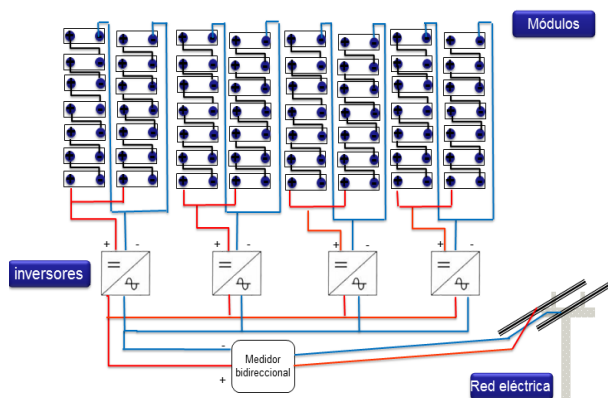 Módulos
+ - + - + - + -
inversores
-
Medidor
bidireccional
+
Red eléctrica